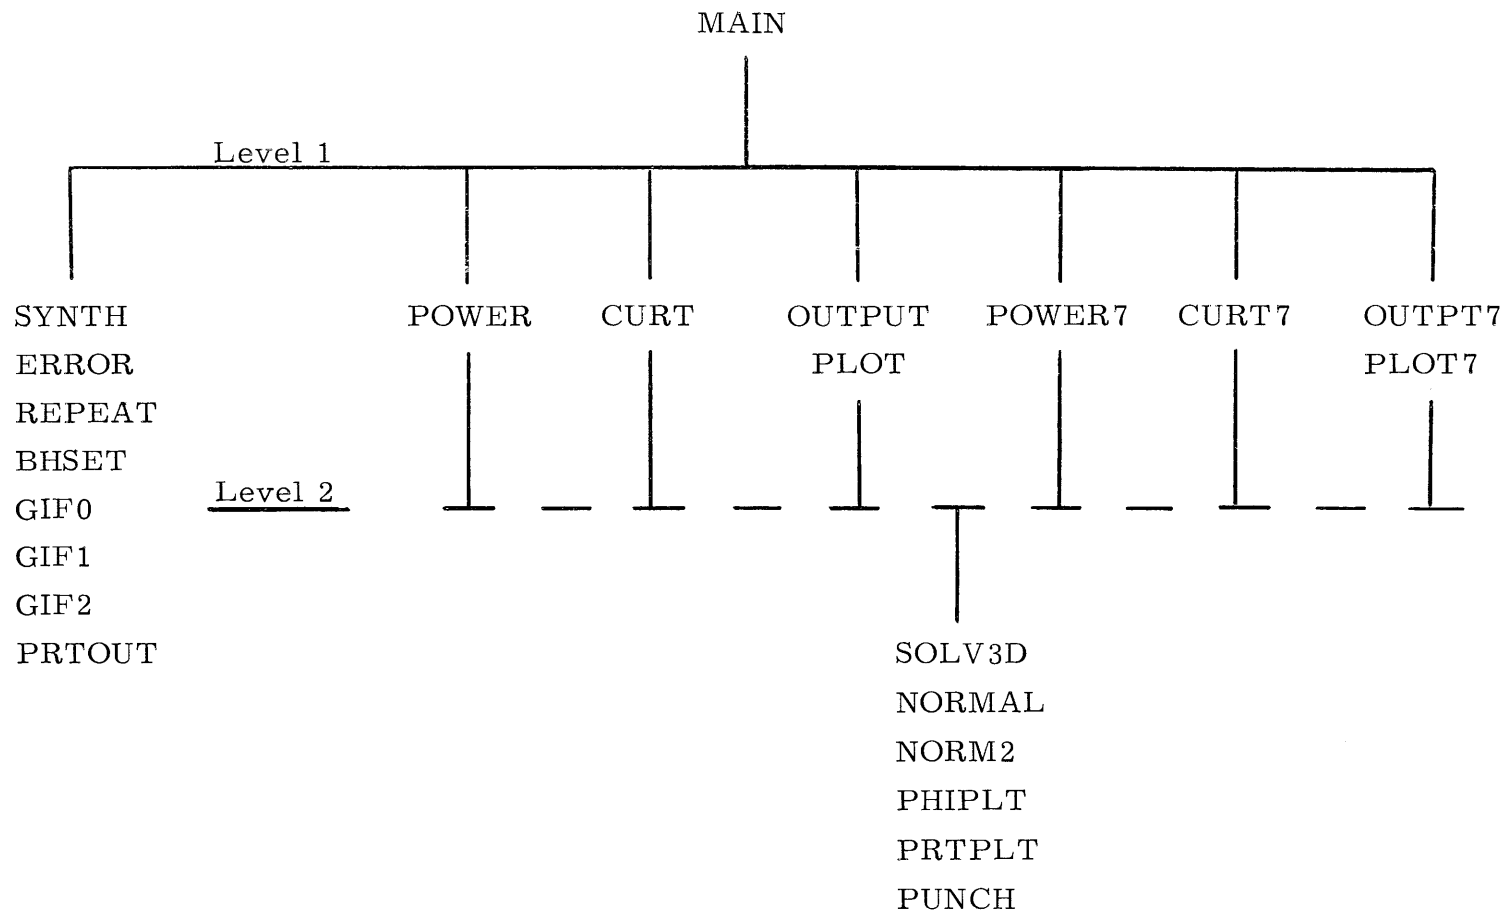 MAIN
Level 1
SYNTH
ERROR
REPEAT
BHSET
GIF0
GIF1
GIF2
PRTOUT
POWER
CURT
OUTPUT
PLOT
POWER7
CURT7
OUTPT7
PLOT7
Level 2
SOLV3D
NORMAL
NORM2
PHIPLT
PRTPLT
PUNCH